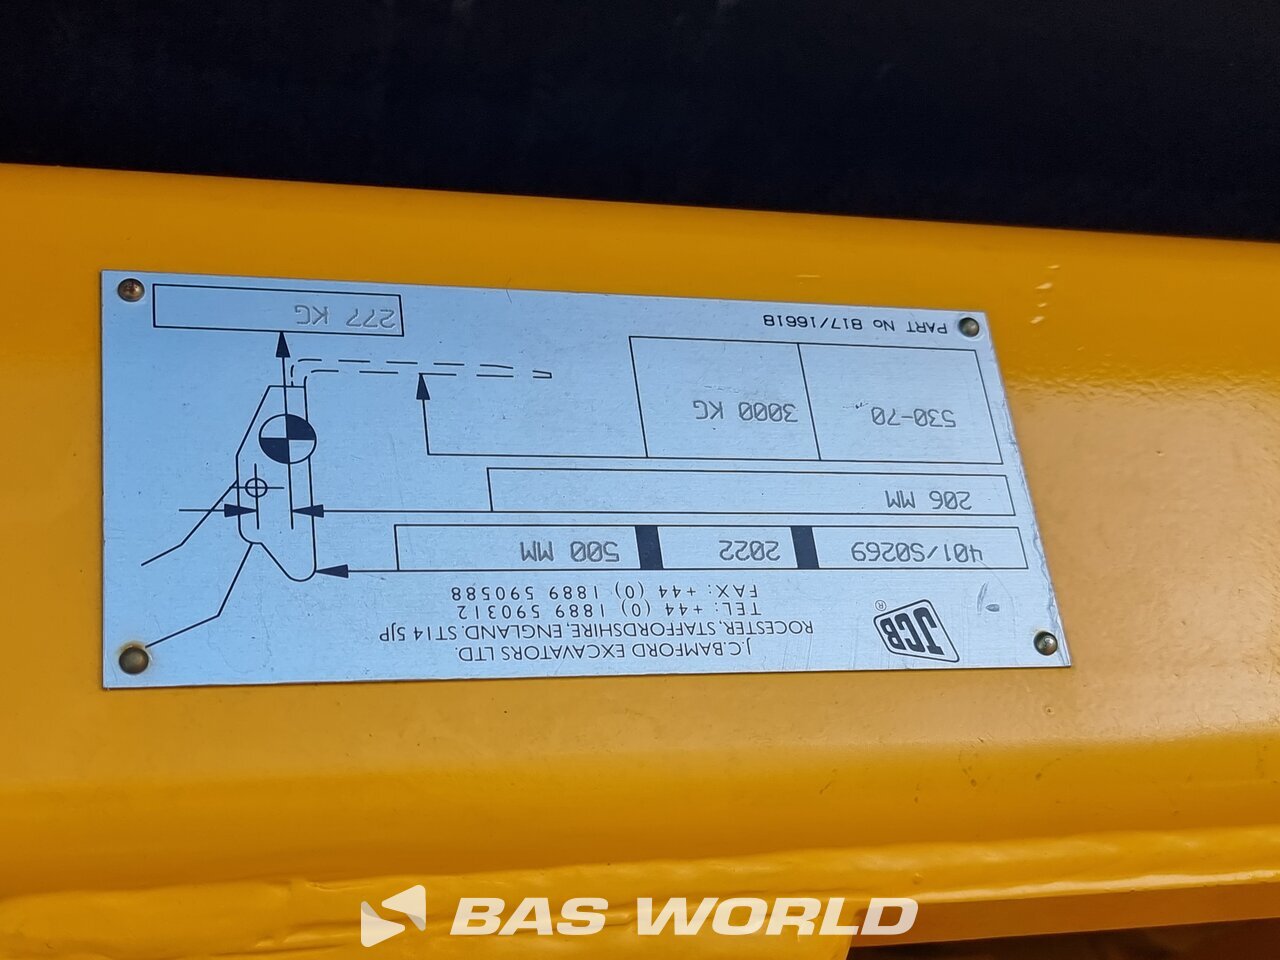 JCB ®
J.C.BAMFORD EXCAVATORS LTD.
ROCESTER, STAFFORDSHIRE, ENGLAND, ST14 5JP
TEL: +44 (0) 1889 590312
FAX: +44 (0) 1889 590588
401/S0269 2022 500 MM
206 MM
530-70 3000 KG
PART No 817/16618
277 KG
BAS WORLD